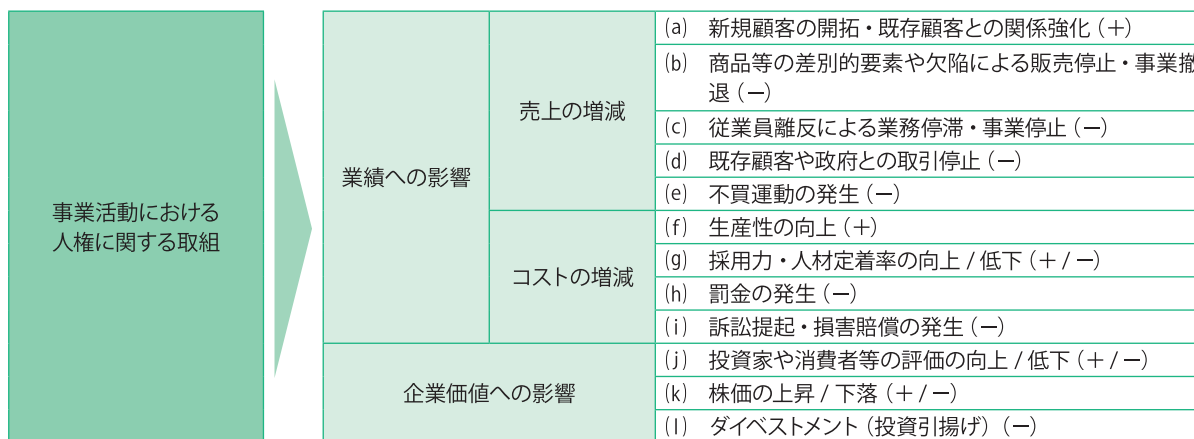 事業活動における
人権に関する取組
業績への影響
売上の増減
(a) 新規顧客の開拓・既存顧客との関係強化（＋）
(b) 商品等の差別的要素や欠陥による販売停止・事業撤
退（−）
(c) 従業員離反による業務停滞・事業停止（−）
(d) 既存顧客や政府との取引停止（−）
(e) 不買運動の発生（−）
コストの増減
(f) 生産性の向上（＋）
(g) 採用力・人材定着率の向上 / 低下（＋ / −）
(h) 罰金の発生（−）
(i) 訴訟提起・損害賠償の発生（−）
企業価値への影響
(j) 投資家や消費者等の評価の向上 / 低下（＋ / −）
(k) 株価の上昇 / 下落（＋ / −）
(l) ダイベストメント（投資引揚げ）（−）